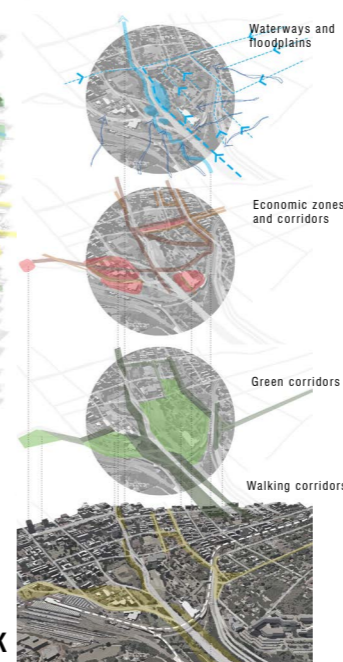 Waterways and
floodplains
Economic zones
and corridors
Green corridors
Walking corridors
K